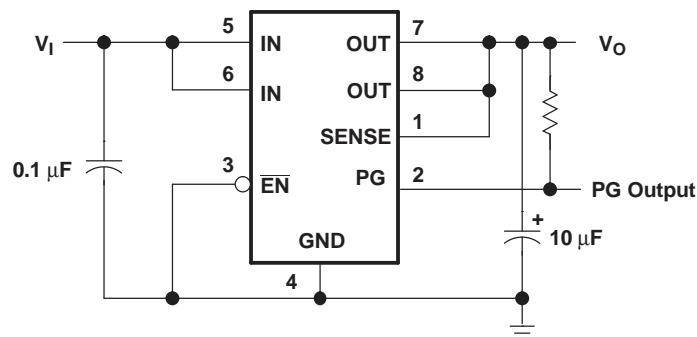 V_I
5
IN
OUT
7
V_O
6
IN
OUT
8
SENSE
1
0.1 µF
3
EN
PG
2
PG Output
GND
+
10 µF
4